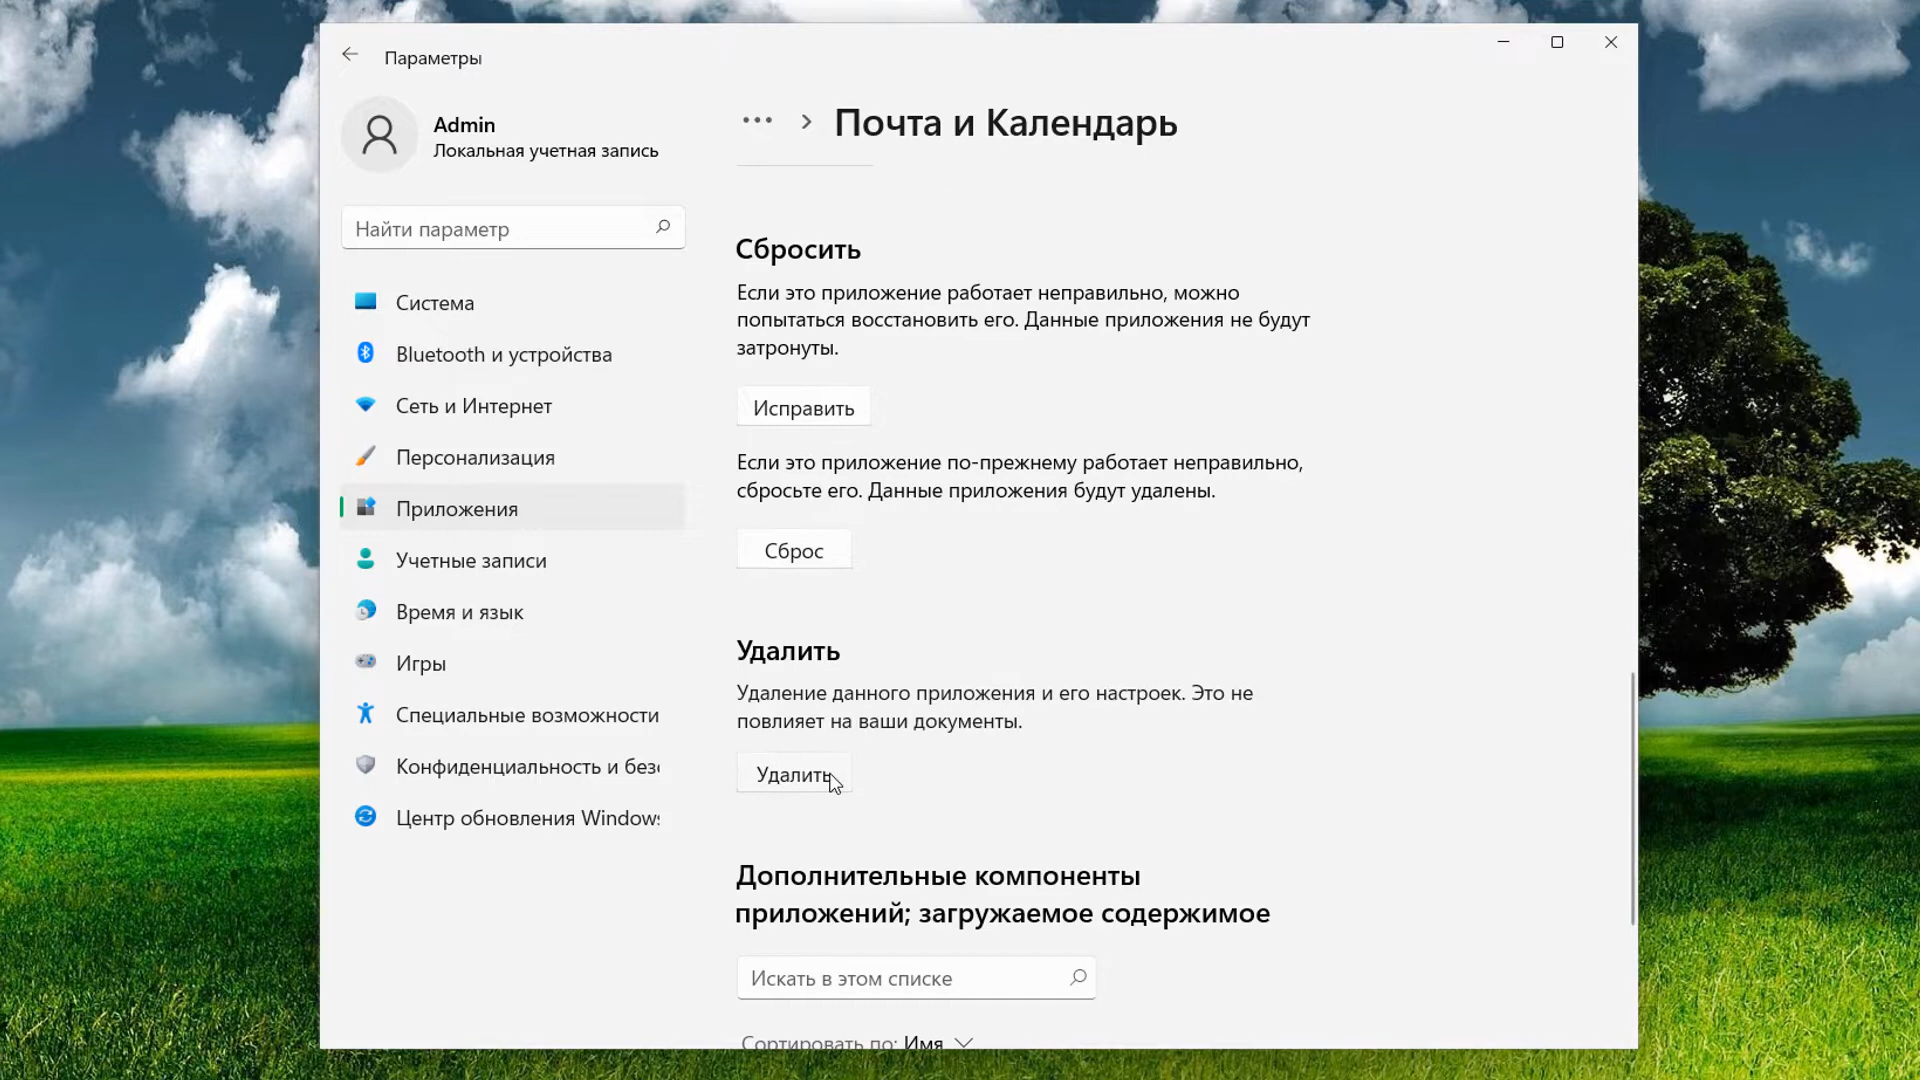 Параметры
Admin
Локальная учетная запись
Найти параметр
Система
Bluetooth и устройства
Сеть и Интернет
Персонализация
Приложения
Учетные записи
Время и язык
Игры
Специальные возможности
Конфиденциальность и без
Центр обновления Windows
... > Почта и Календарь
Сбросить
Если это приложение работает неправильно, можно
попытаться восстановить его. Данные приложения не будут
затронуты.
Исправить
Если это приложение по-прежнему работает неправильно,
сбросьте его. Данные приложения будут удалены.
Сброс
Удалить
Удаление данного приложения и его настроек. Это не
повлияет на ваши документы.
Удалить
Дополнительные компоненты
приложений; загружаемое содержимое
Искать в этом списке
Сортировать по: Имя